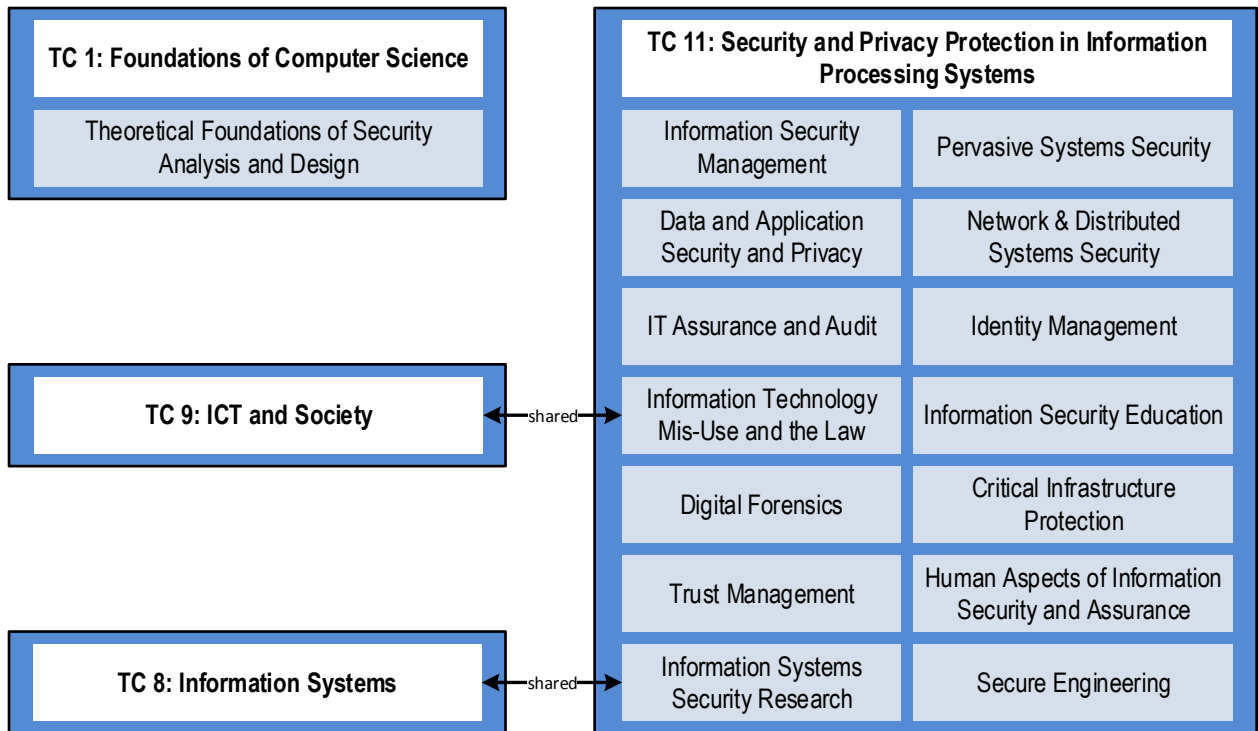 TC 1: Foundations of Computer Science
Theoretical Foundations of Security
Analysis and Design
TC 9: ICT and Society
shared
TC 8: Information Systems
shared
TC 11: Security and Privacy Protection in Information
Processing Systems
Information Security
Management
Pervasive Systems Security
Data and Application
Security and Privacy
Network & Distributed
Systems Security
IT Assurance and Audit
Identity Management
Information Technology
Mis-Use and the Law
Information Security Education
Digital Forensics
Critical Infrastructure
Protection
Trust Management
Human Aspects of Information
Security and Assurance
Information Systems
Security Research
Secure Engineering